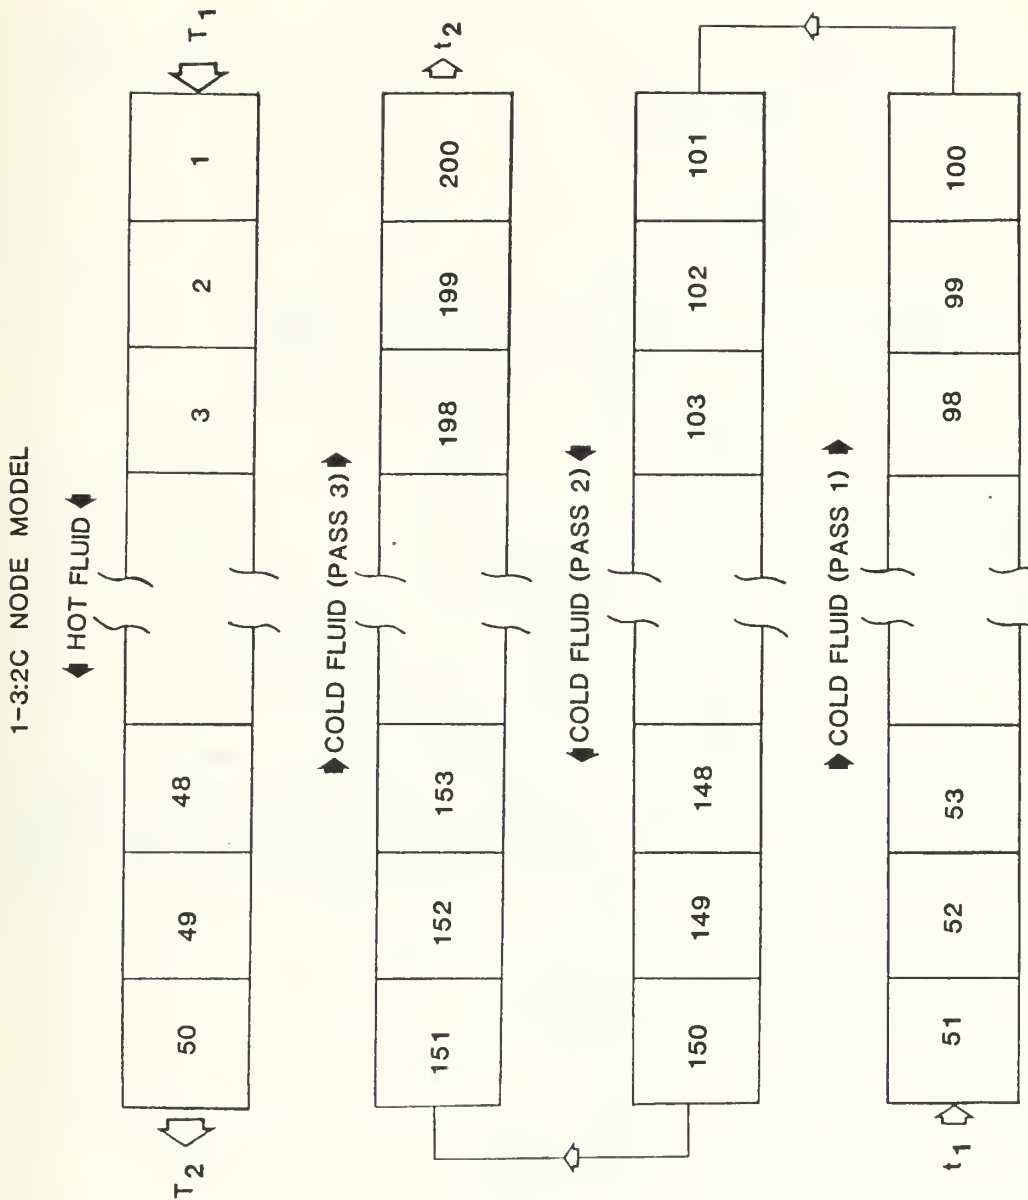 1-3:2C NODE MODEL
HOT FLUID
T2 50 49 48 3 2 1 T1
COLD FLUID (PASS 3)
151 152 153 198 199 200 t2
COLD FLUID (PASS 2)
150 149 148 103 102 101
COLD FLUID (PASS 1)
t1 51 52 53 98 99 100